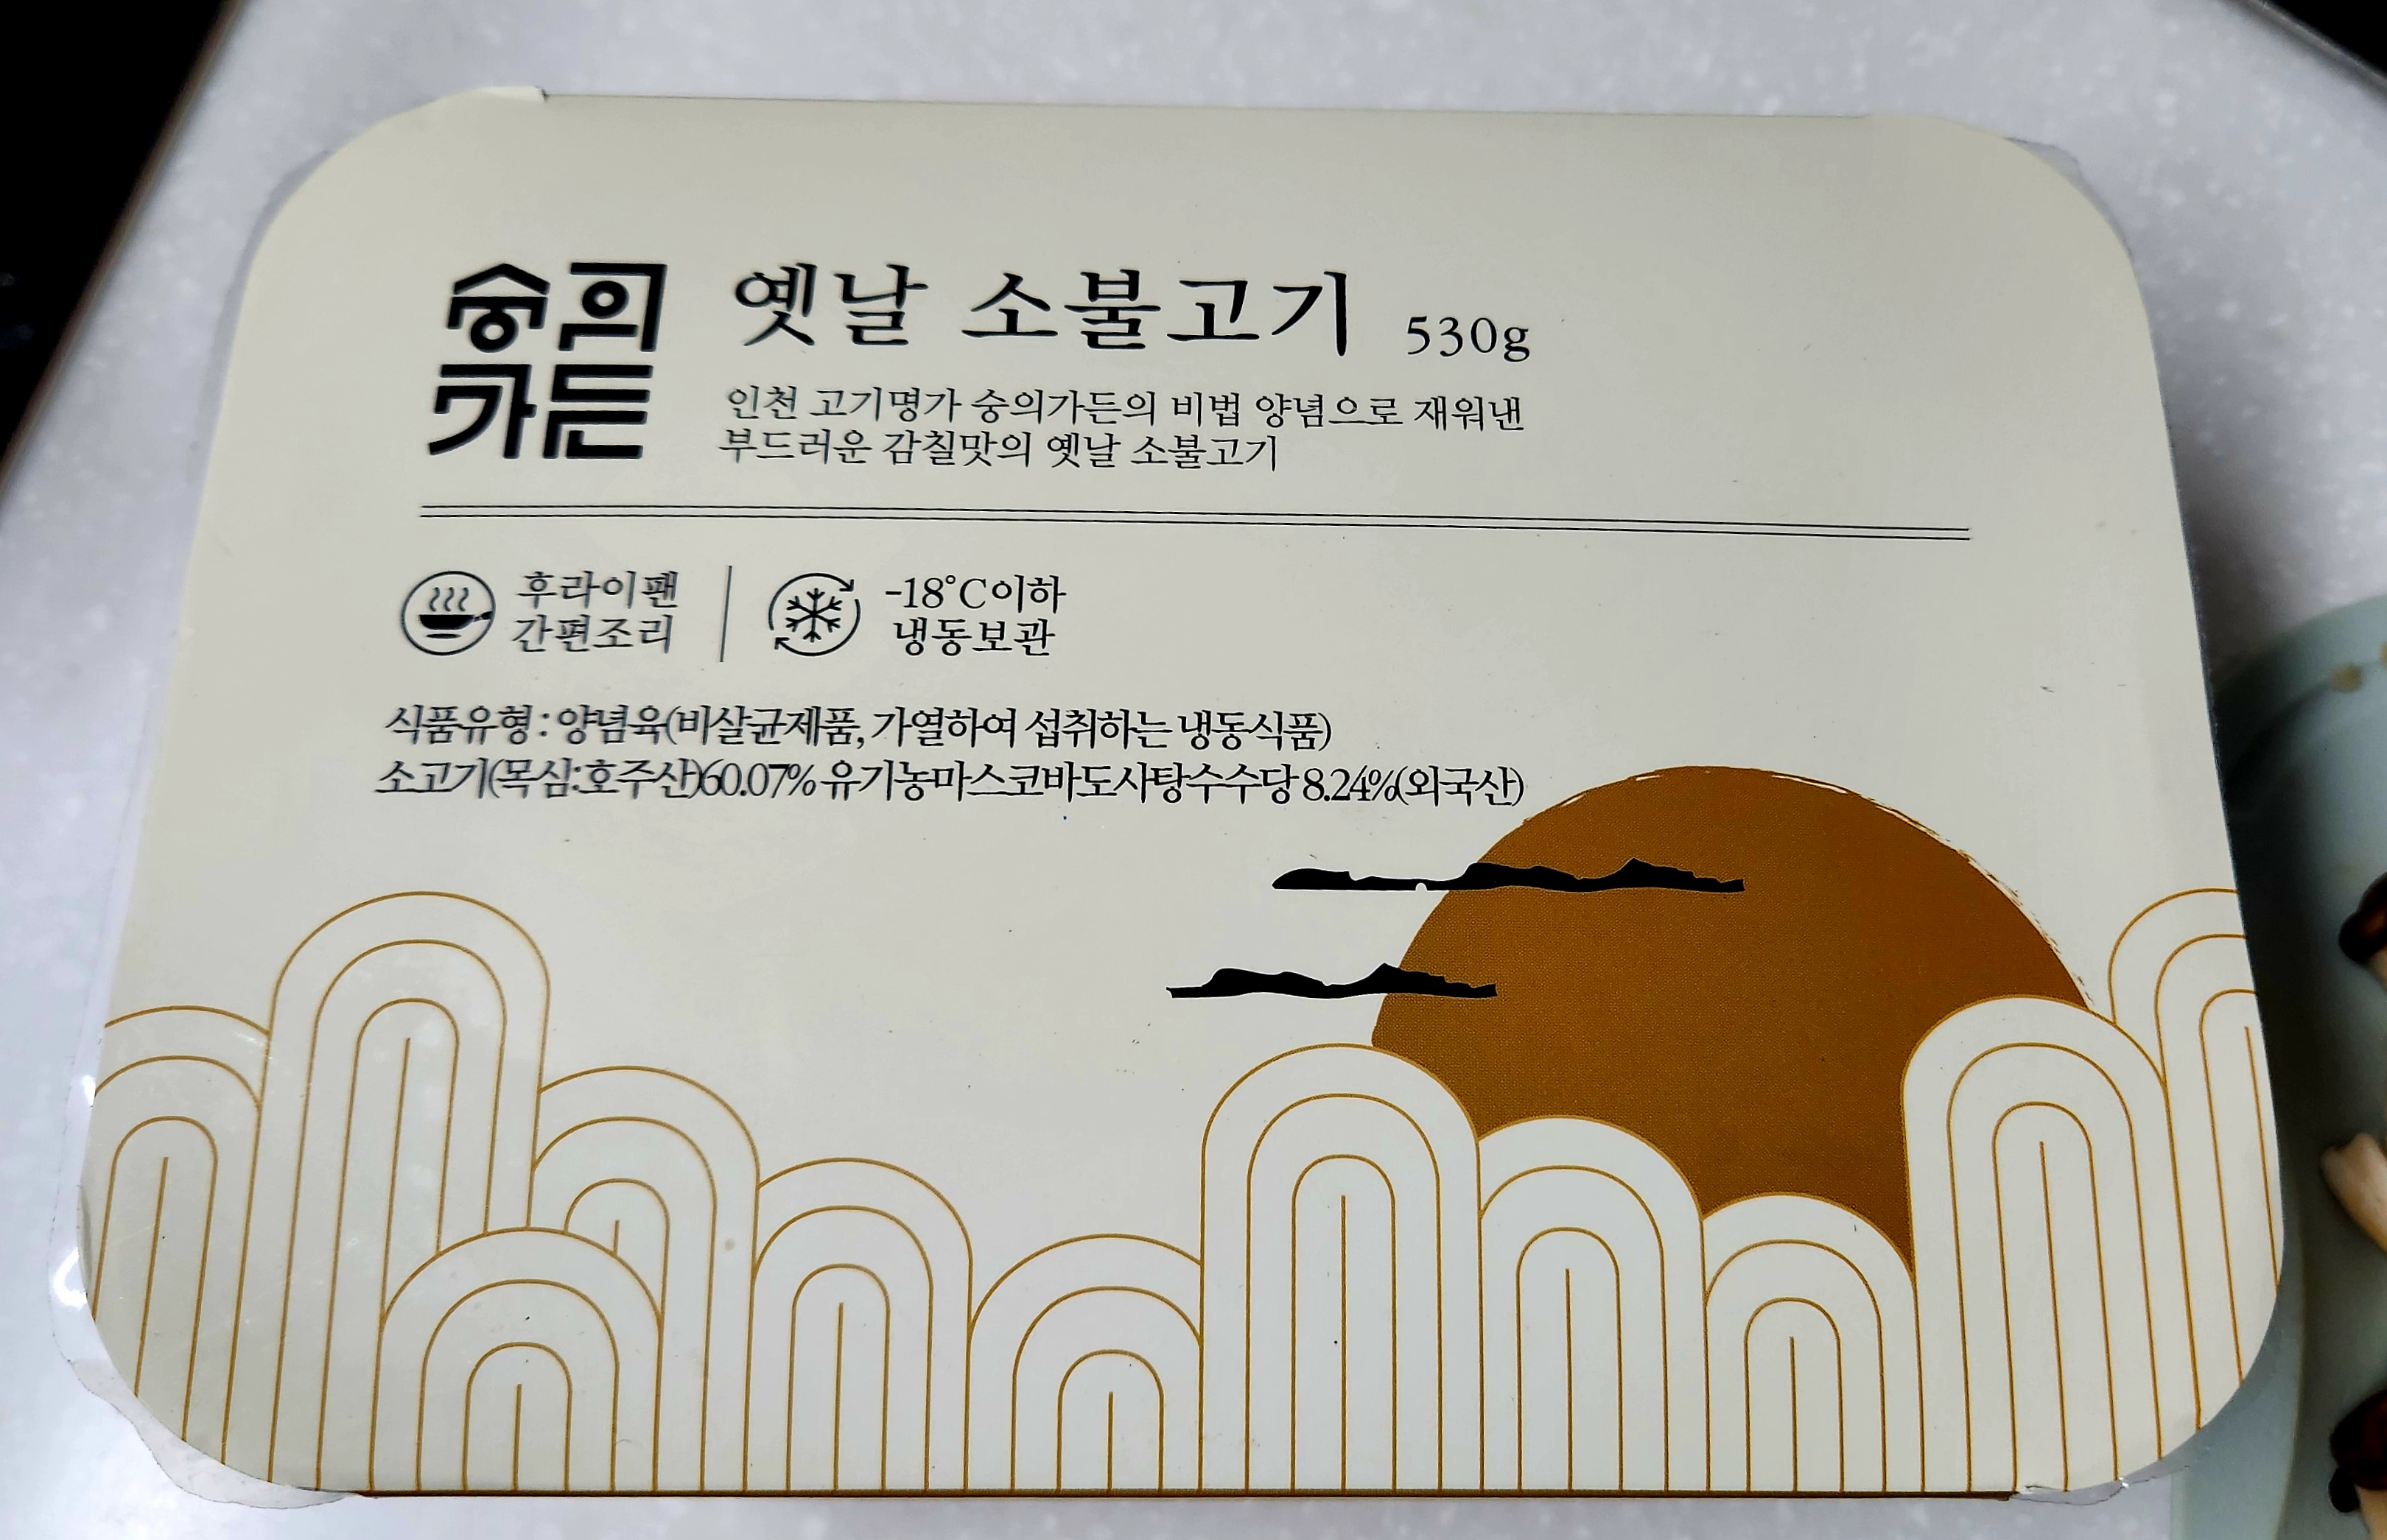 숭의
가든
옛날 소불고기 530g
인천 고기명가 숭의가든의 비법 양념으로 재워낸
부드러운 감칠맛의 옛날 소불고기
후라이팬
간편조리
-18°C이하
냉동보관
식품유형 : 양념육(비살균제품, 가열하여 섭취하는 냉동식품)
소고기(목심:호주산)60.07% 유기농마스코바도사탕수수당 8.24%(외국산)